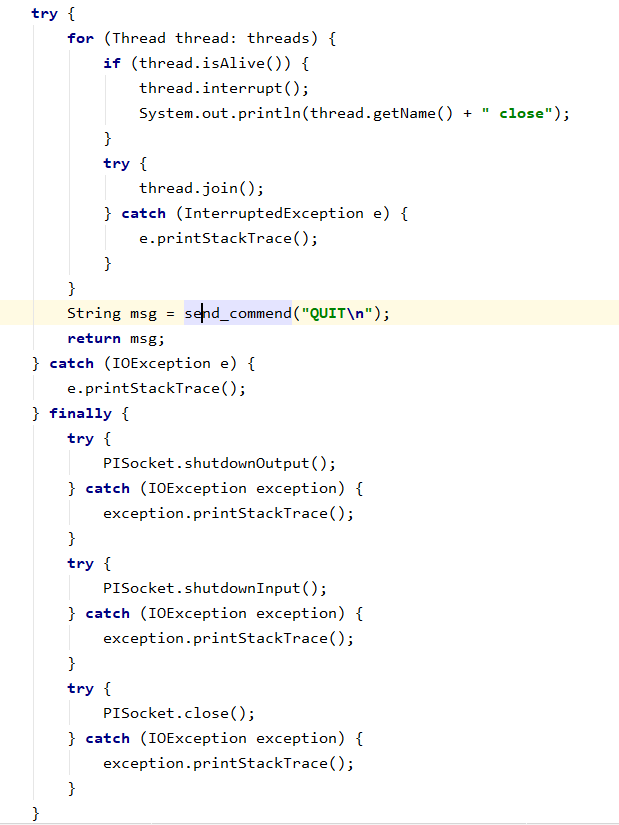 try {
    for (Thread thread: threads) {
        if (thread.isAlive()) {
            thread.interrupt();
            System.out.println(thread.getName() + " close");
        }
        try {
            thread.join();
        } catch (InterruptedException e) {
            e.printStackTrace();
        }
    }
    String msg = send_commend("QUIT\n");
    return msg;
} catch (IOException e) {
    e.printStackTrace();
} finally {
    try {
        PISocket.shutdownOutput();
    } catch (IOException exception) {
        exception.printStackTrace();
    }
    try {
        PISocket.shutdownInput();
    } catch (IOException exception) {
        exception.printStackTrace();
    }
    try {
        PISocket.close();
    } catch (IOException exception) {
        exception.printStackTrace();
    }
}